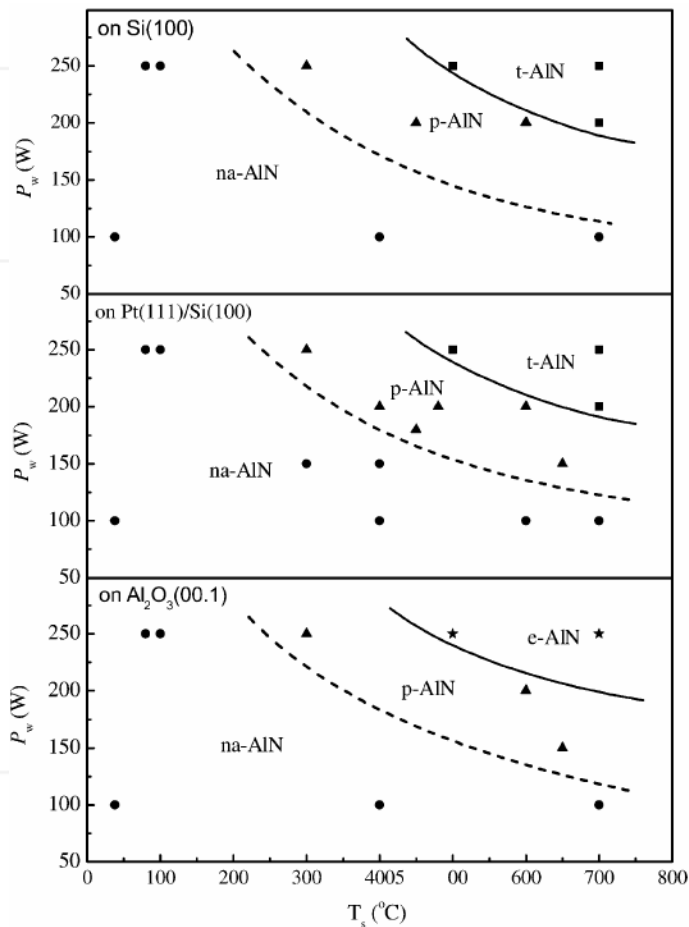 on Si(100)
250
t-AlN
200
p-AlN
P_w (W)
150
na-AlN
100
50
on Pt(111)/Si(100)
250
t-AlN
p-AlN
200
P_w (W)
150
na-AlN
100
50
on Al₂O₃(00.1)
250
e-AlN
200
p-AlN
P_w (W)
150
na-AlN
100
50
0 100 200 300 4005 00 600 700 800
T_s (°C)